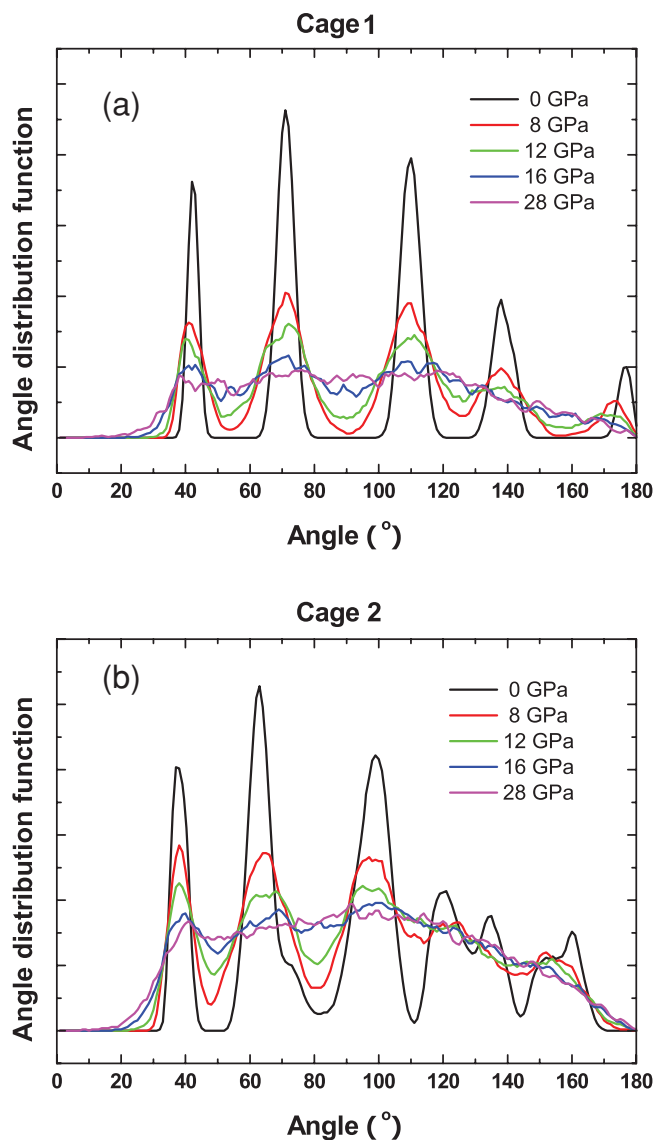 Cage 1
(a)
0 GPa
8 GPa
12 GPa
16 GPa
28 GPa
Angle distribution function
0 20 40 60 80 100 120 140 160 180
Angle (°)
Cage 2
(b)
0 GPa
8 GPa
12 GPa
16 GPa
28 GPa
Angle distribution function
0 20 40 60 80 100 120 140 160 180
Angle (°)